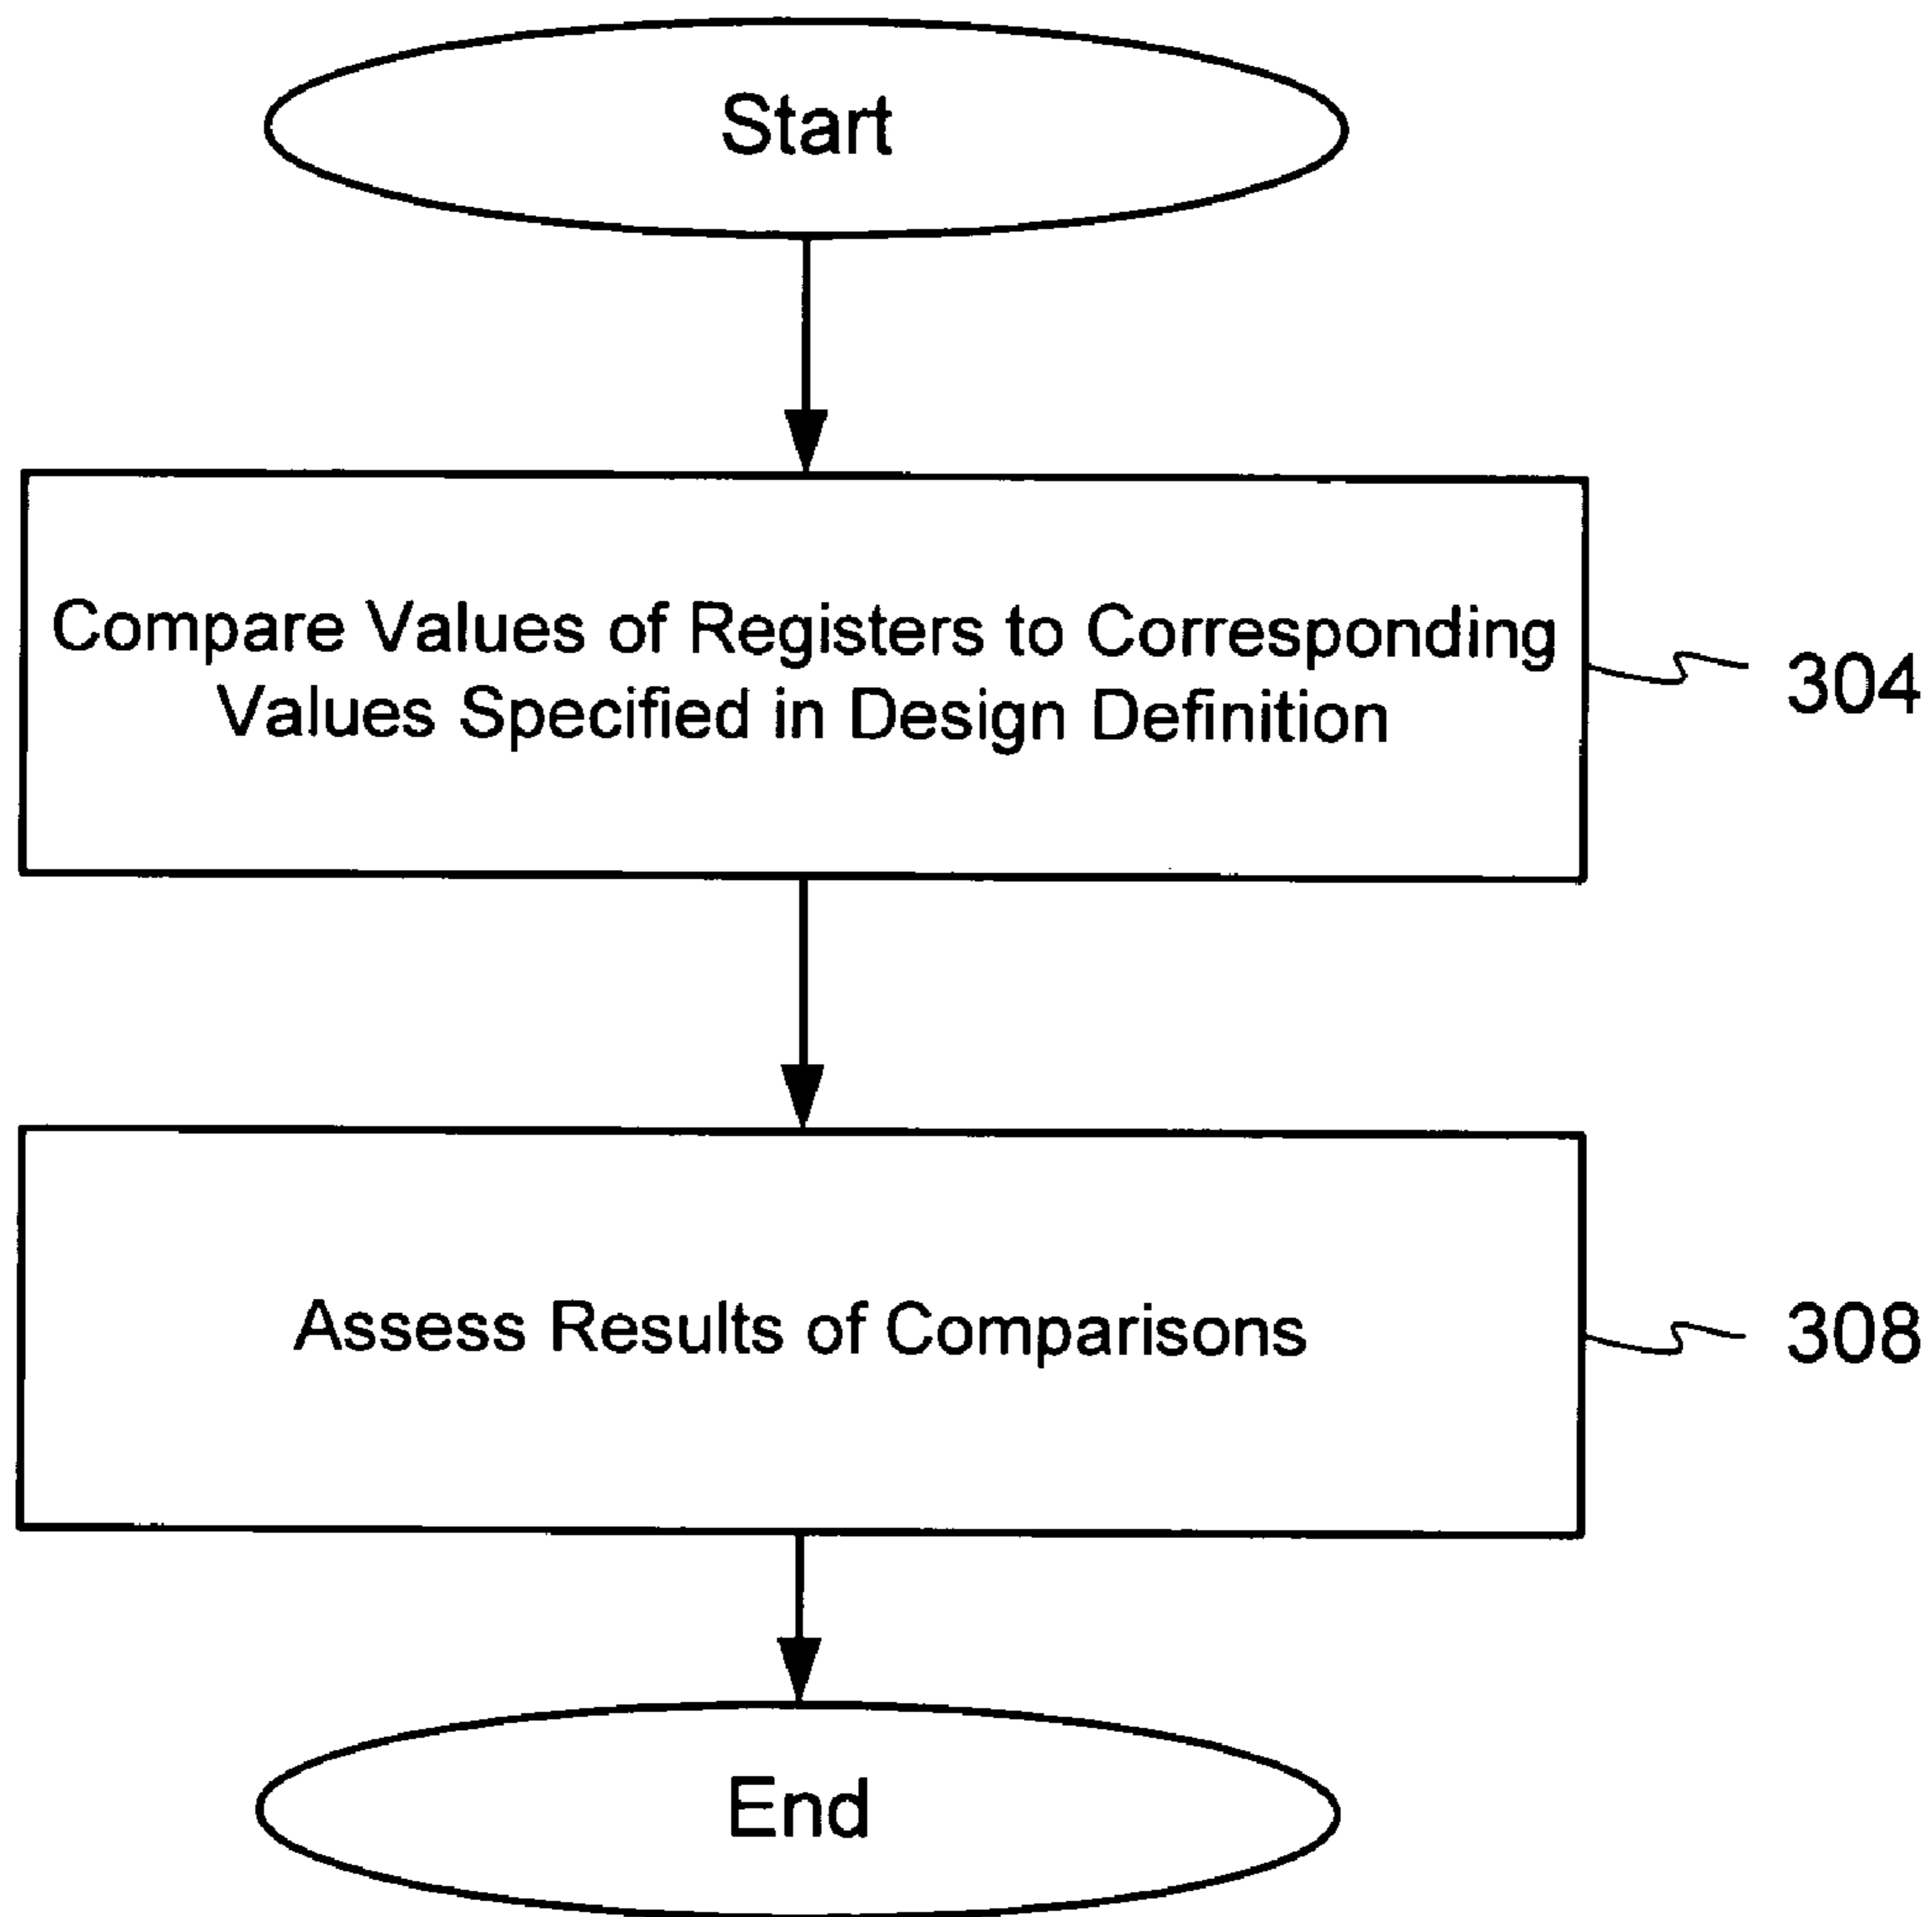 Start
Compare Values of Registers to Corresponding
Values Specified in Design Definition
304
Assess Results of Comparisons
308
End